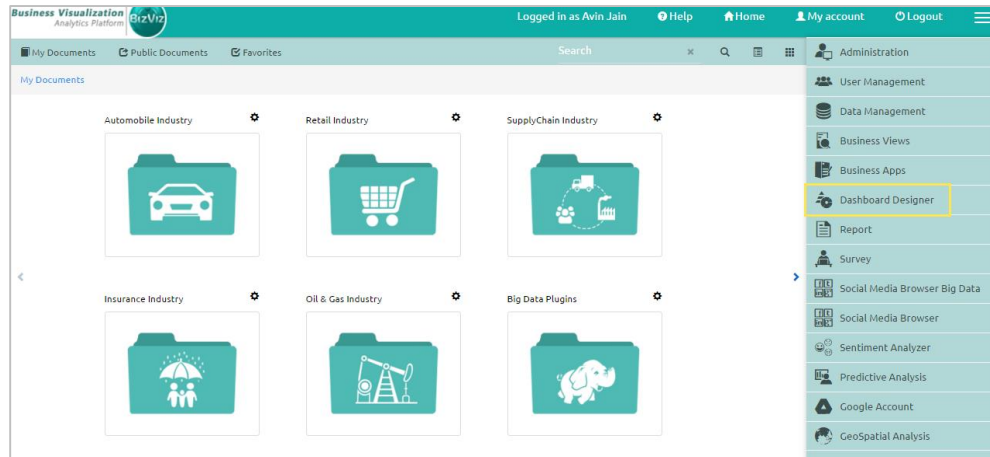 Business Visualization
Analytics Platform
BizViz
Logged in as Avin Jain
Help
Home
My account
Logout
My Documents
Public Documents
Favorites
Search
My Documents
Automobile Industry
Retail Industry
SupplyChain Industry
Insurance Industry
Oil & Gas Industry
Big Data Plugins
Administration
User Management
Data Management
Business Views
Business Apps
Dashboard Designer
Report
Survey
Social Media Browser Big Data
Social Media Browser
Sentiment Analyzer
Predictive Analysis
Google Account
GeoSpatial Analysis